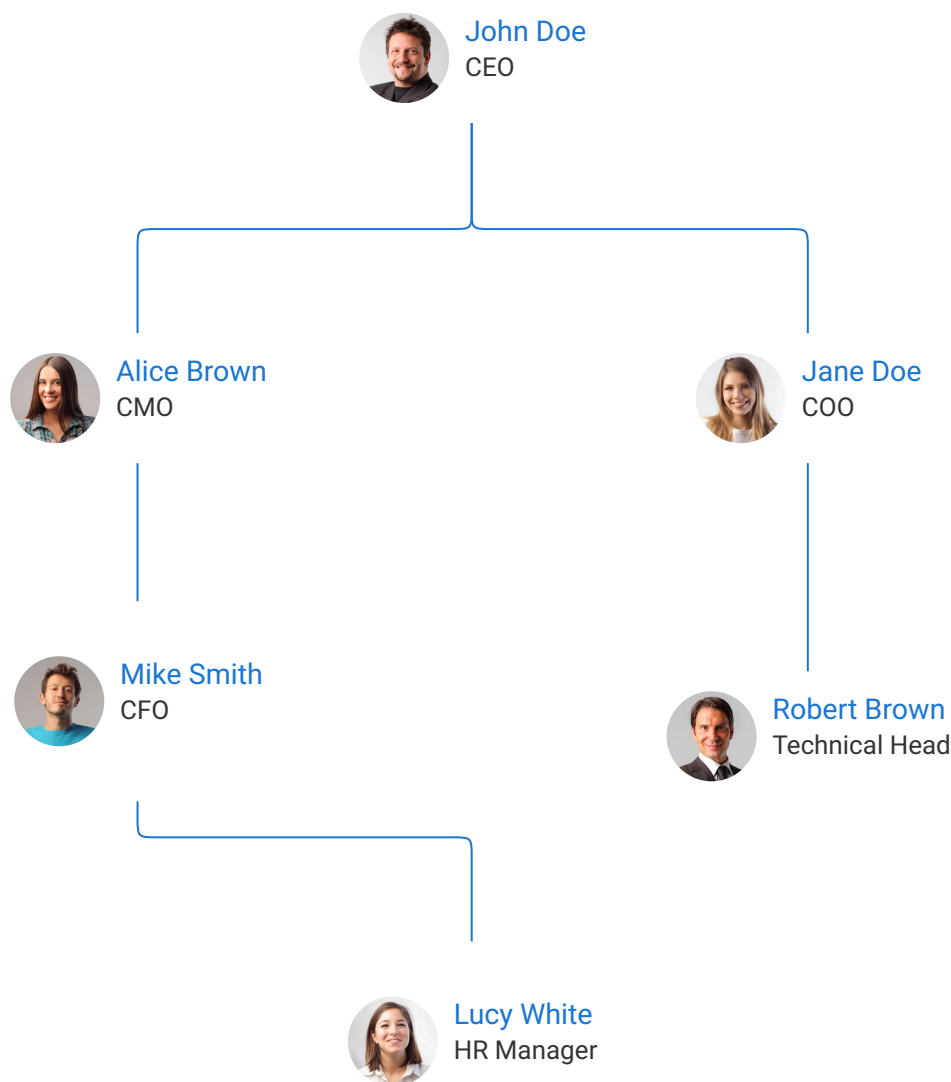 John Doe
CEO
Alice Brown
CMO
Jane Doe
COO
Mike Smith
CFO
Robert Brown
Technical Head
Lucy White
HR Manager